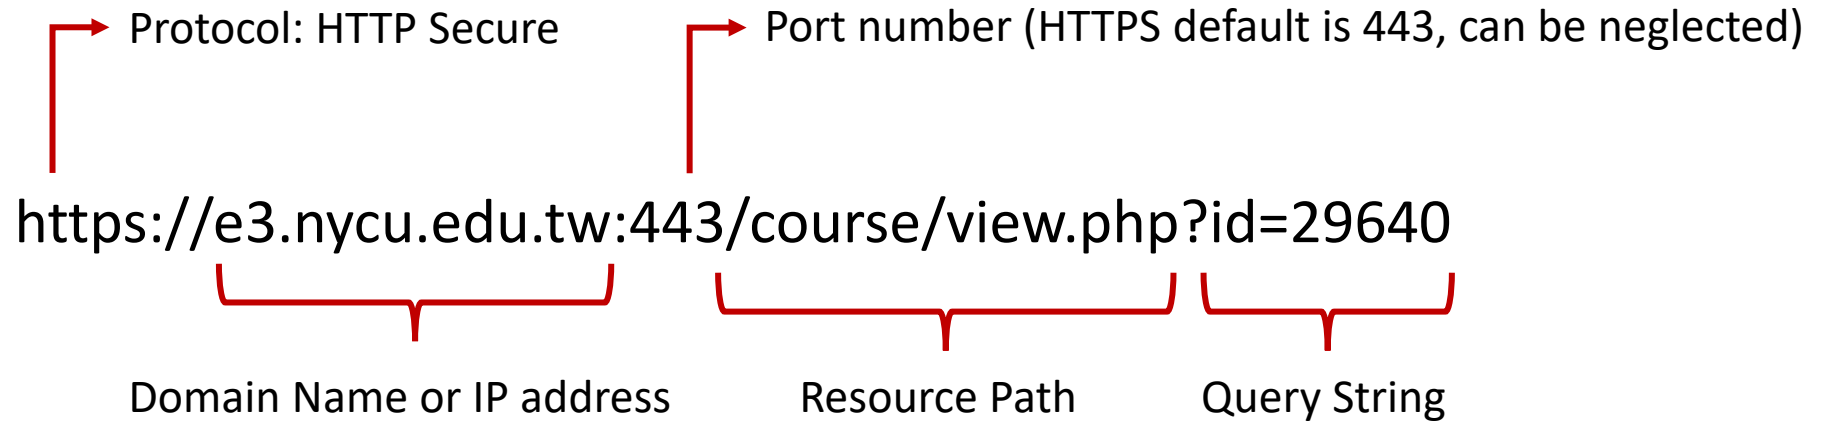 Protocol: HTTP Secure
Port number (HTTPS default is 443, can be neglected)
https://e3.nycu.edu.tw:443/course/view.php?id=29640
Domain Name or IP address
Resource Path
Query String